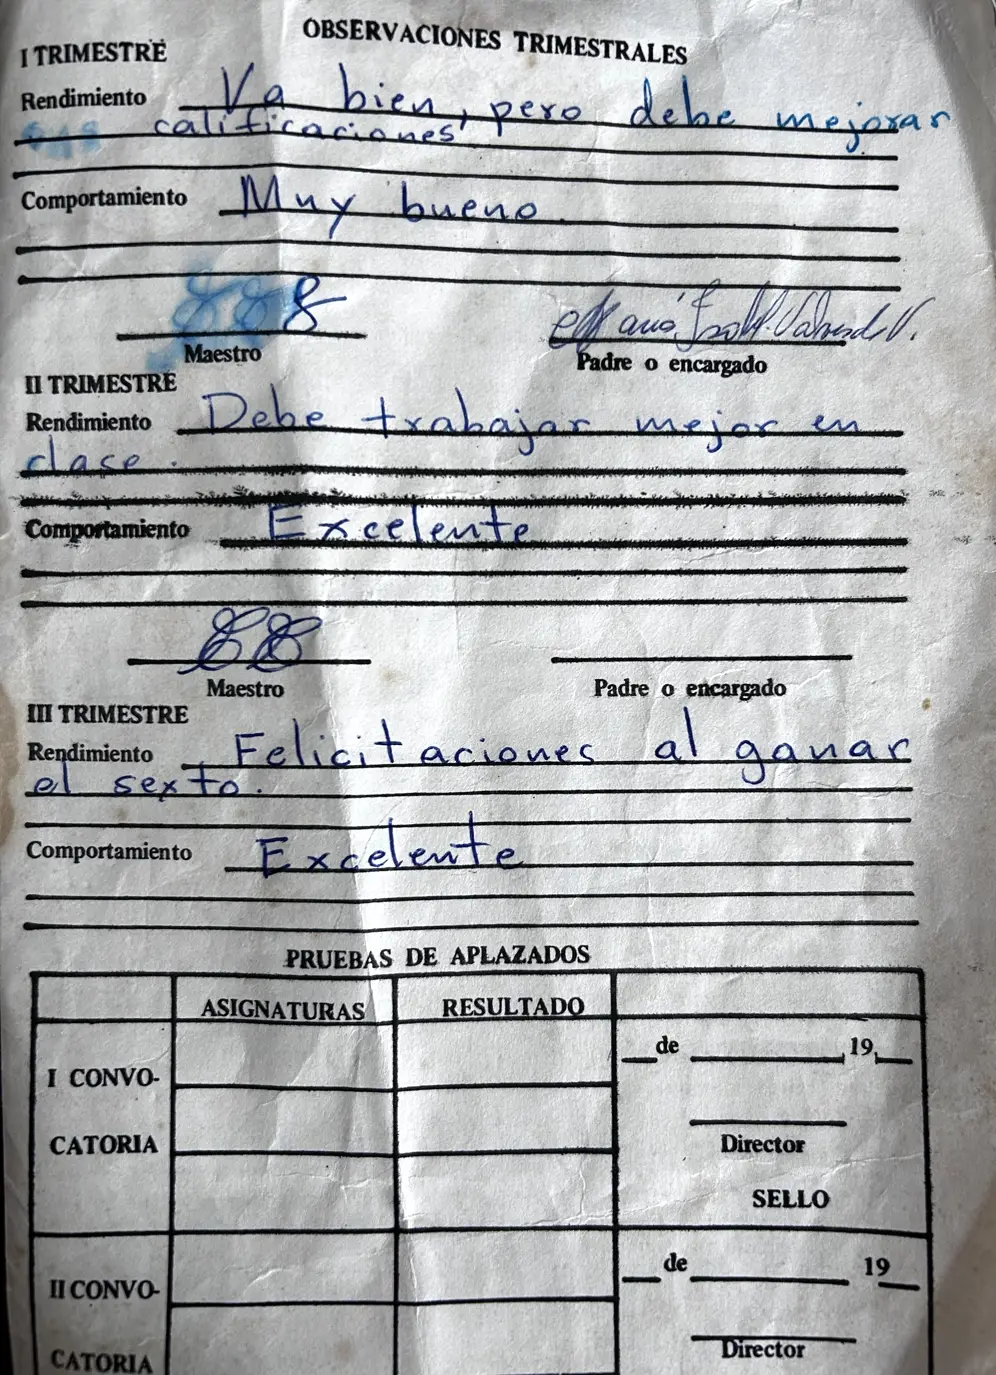 OBSERVACIONES TRIMESTRALES
I TRIMESTRE
Rendimiento Va bien, pero debe mejorar
sus calificaciones
Comportamiento Muy bueno.
Maestro
Padre o encargado
II TRIMESTRE
Rendimiento Debe trabajar mejor en
clase.
Comportamiento Excelente
Maestro
Padre o encargado
III TRIMESTRE
Rendimiento Felicitaciones al ganar
el sexto.
Comportamiento Excelente
PRUEBAS DE APLAZADOS
ASIGNATURAS RESULTADO
I CONVO-
CATORIA
de 19
Director
SELLO
II CONVO-
CATORIA
de 19
Director